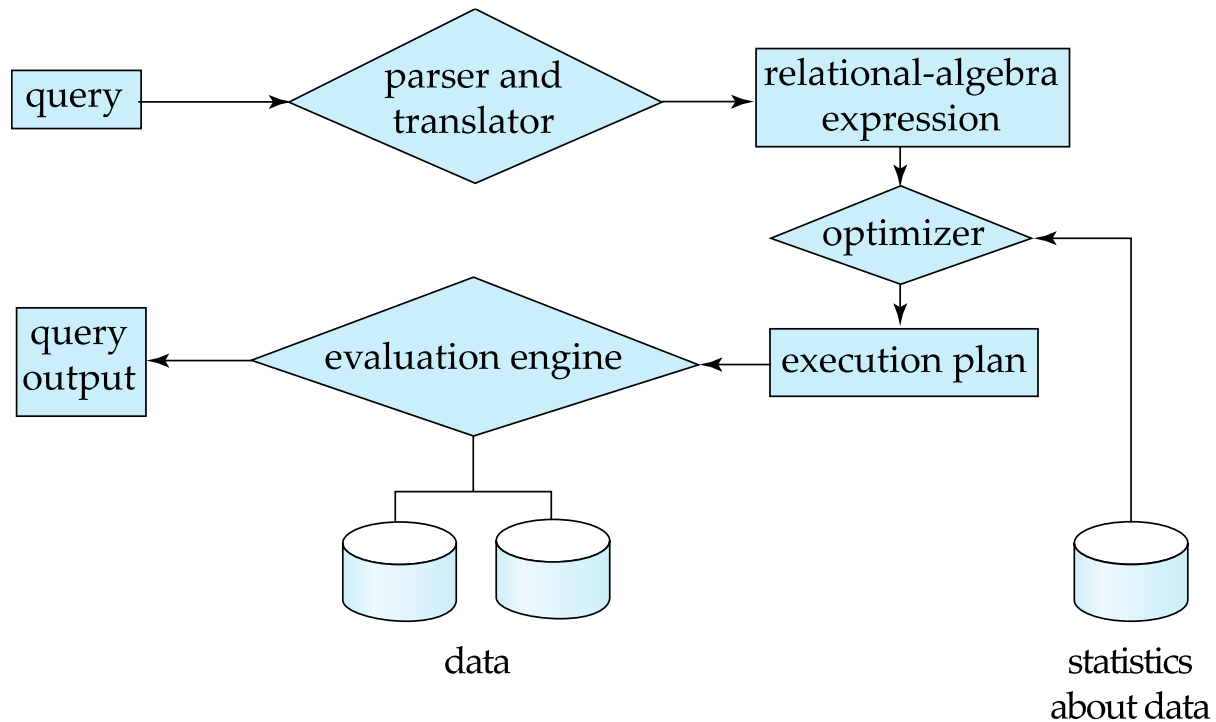 query
parser and
translator
relational-algebra
expression
optimizer
query
output
evaluation engine
execution plan
data
statistics
about data